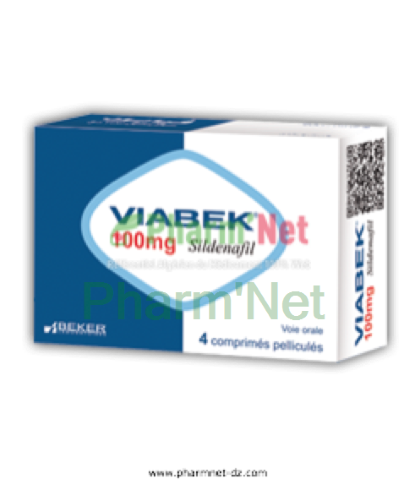 VIABEK
100mg Sildenafil
Pharm'Net
Pharm'Net
BEKER
Voie orale
4 comprimés pelliculés
VIABEK
100mg
www.pharmnet-dz.com